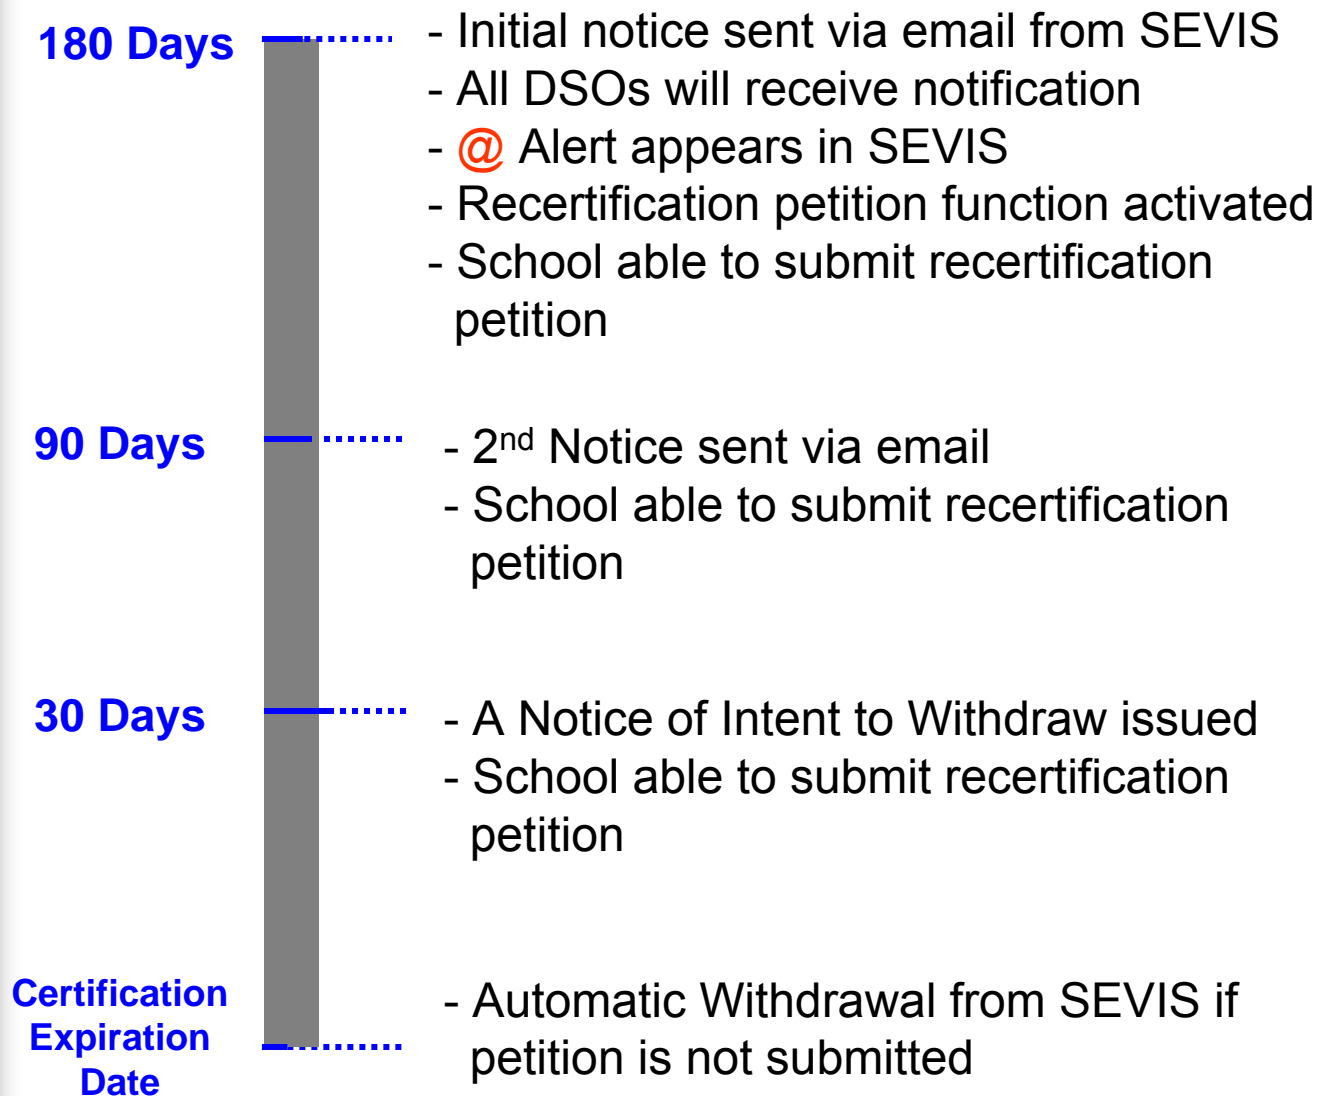 180 Days
- Initial notice sent via email from SEVIS
- All DSOs will receive notification
- @ Alert appears in SEVIS
- Recertification petition function activated
- School able to submit recertification
petition
90 Days
- 2nd Notice sent via email
- School able to submit recertification
petition
30 Days
- A Notice of Intent to Withdraw issued
- School able to submit recertification
petition
Certification
Expiration
Date
- Automatic Withdrawal from SEVIS if
petition is not submitted